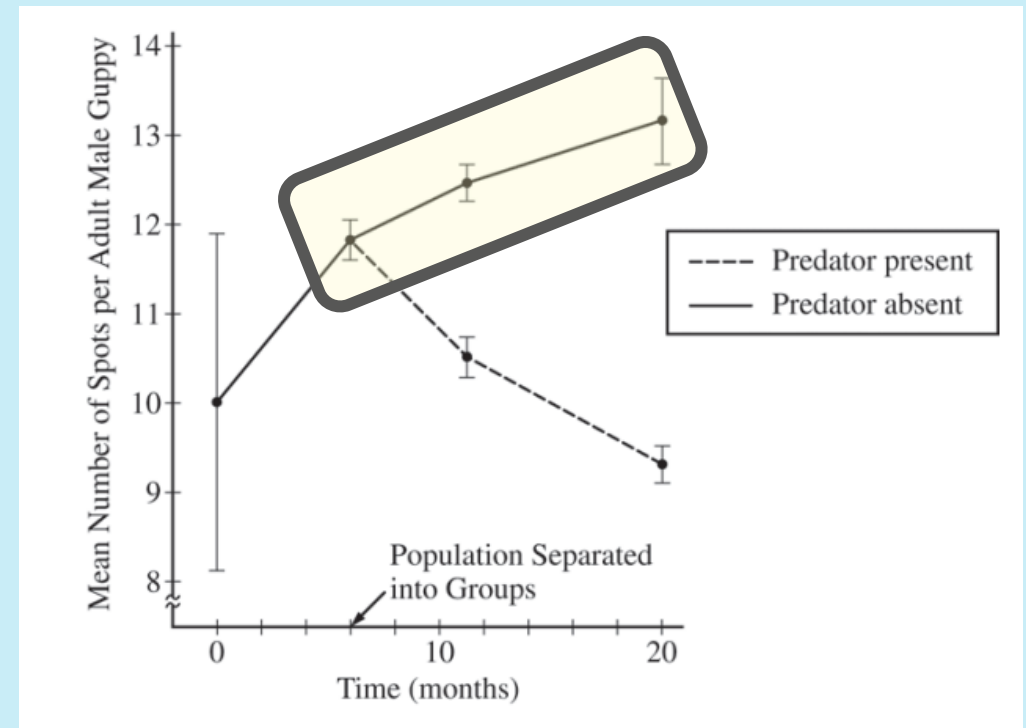 Mean Number of Spots per Adult Male Guppy
14
13
12
11
10
9
8
Predator present
Predator absent
Population Separated
into Groups
0 10 20
Time (months)